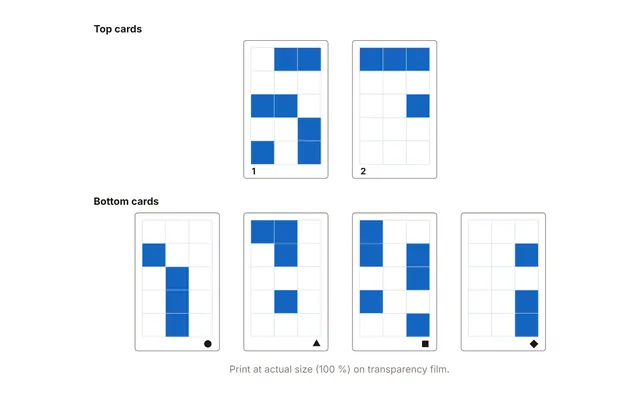 Top cards
1
2
Bottom cards
Print at actual size (100 %) on transparency film.